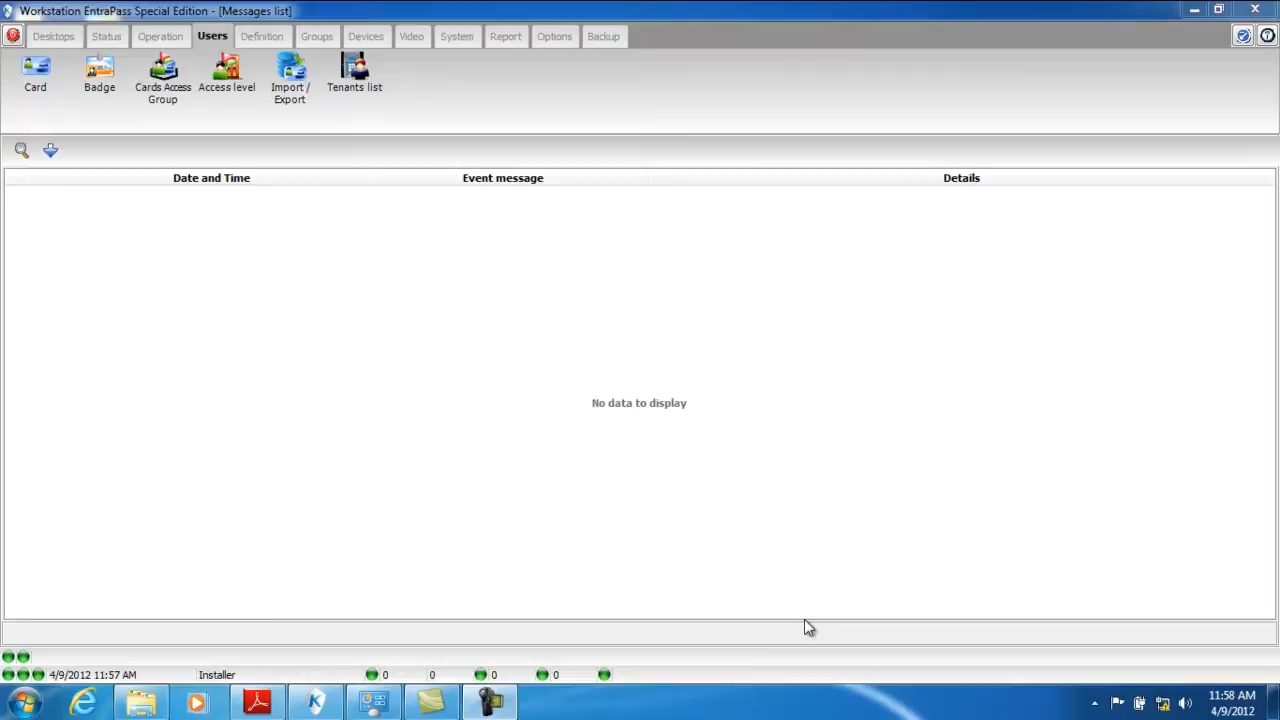 Workstation EntraPass Special Edition - [Messages list]
Desktops Status Operation Users Definition Groups Devices Video System Report Options Backup
Card Badge Cards Access Group Access level Import / Export Tenants list
Date and Time Event message Details
No data to display
4/9/2012 11:57 AM Installer 0 0 0 0
11:58 AM
4/9/2012